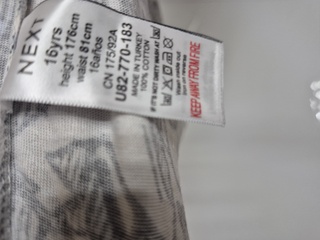 NEXT
16yrs
height 176cm
waist 81cm
16años
CN 175/92A
U82-770-183
MADE IN TURKEY
100% COTTON
KEEP AWAY FROM FIRE